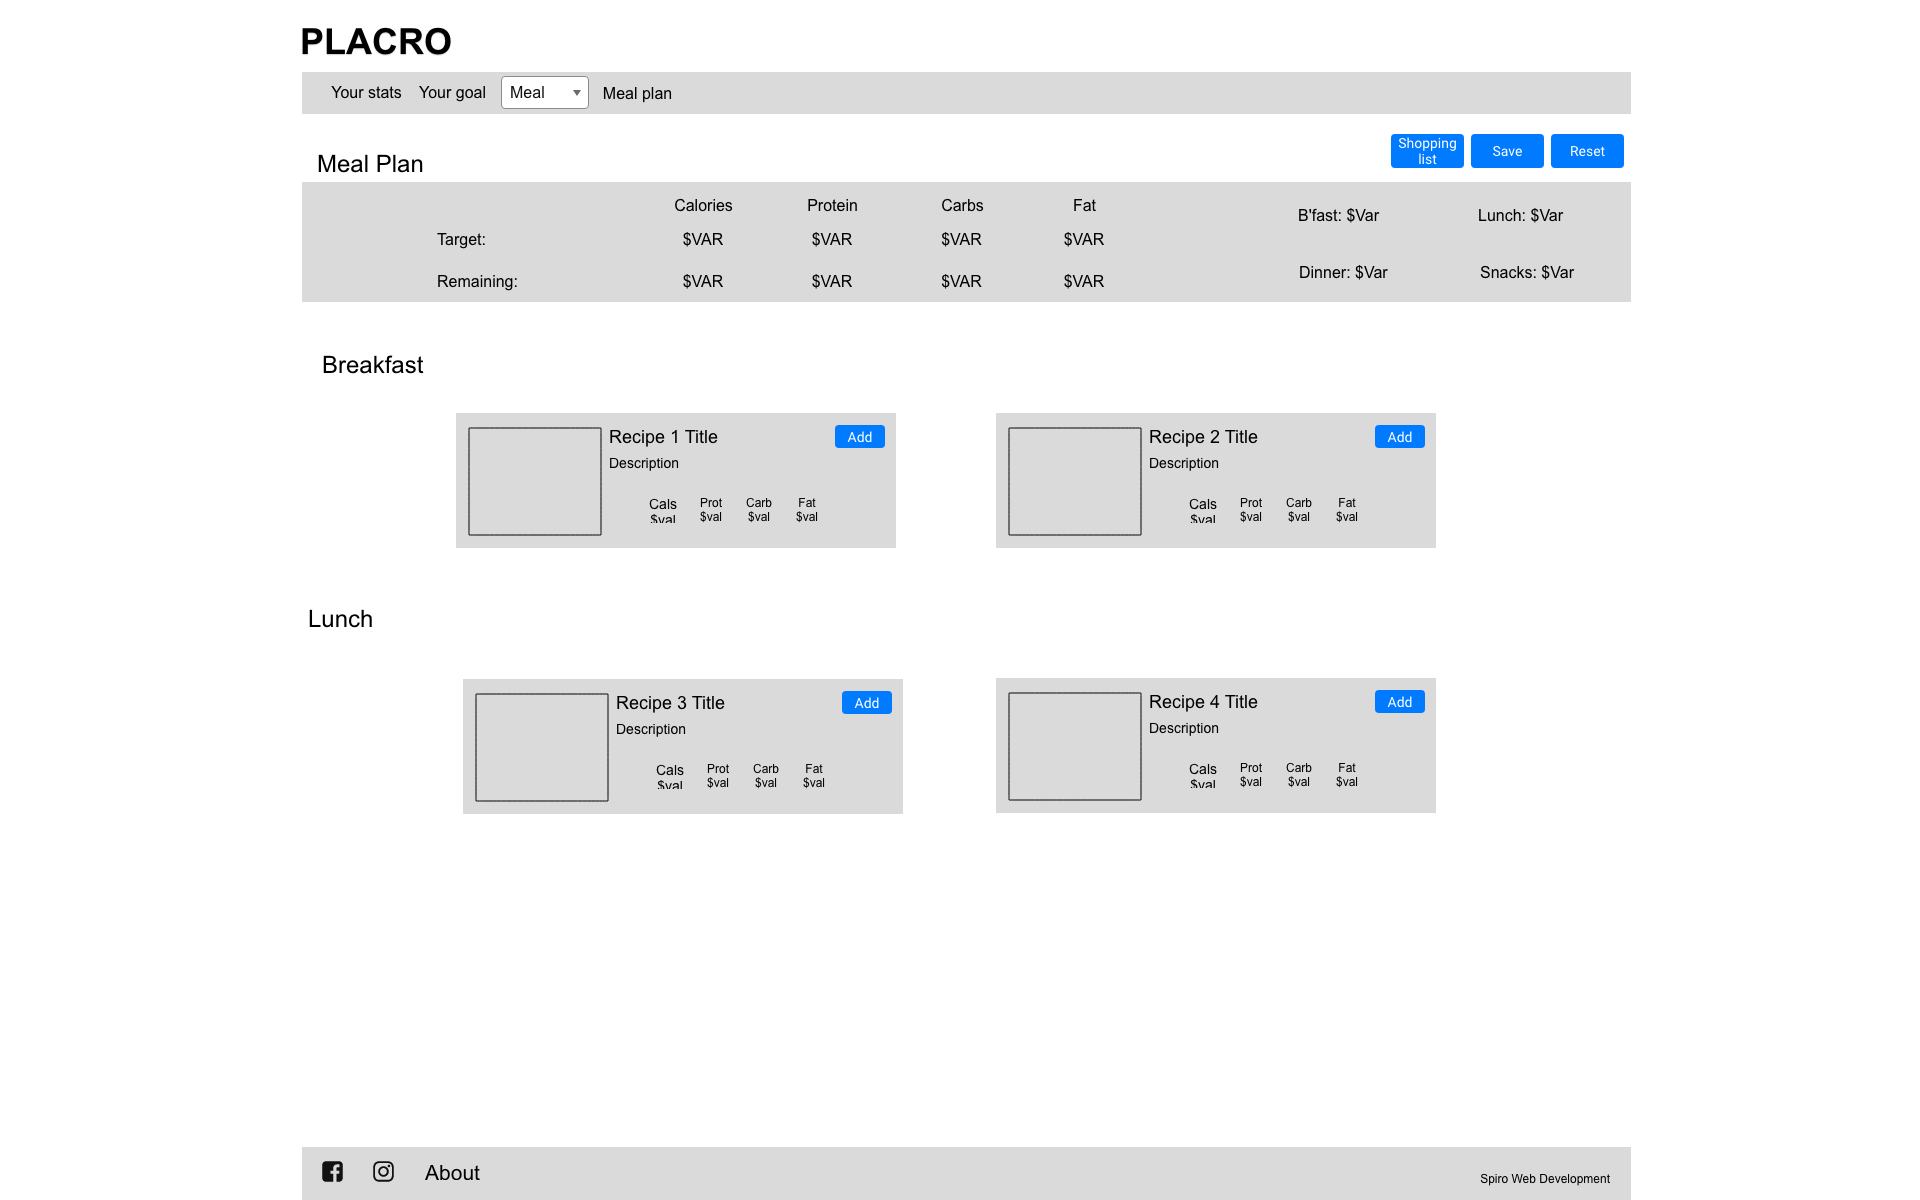 PLACRO
Your stats Your goal Meal Meal plan
Shopping list Save Reset
Meal Plan
Calories Protein Carbs Fat
B'fast: $Var Lunch: $Var
Target: $VAR $VAR $VAR $VAR
Dinner: $Var Snacks: $Var
Remaining: $VAR $VAR $VAR $VAR
Breakfast
Recipe 1 Title Add
Description
Cals Prot Carb Fat
$val $val $val $val
Recipe 2 Title Add
Description
Cals Prot Carb Fat
$val $val $val $val
Lunch
Recipe 3 Title Add
Description
Cals Prot Carb Fat
$val $val $val $val
Recipe 4 Title Add
Description
Cals Prot Carb Fat
$val $val $val $val
About
Spiro Web Development